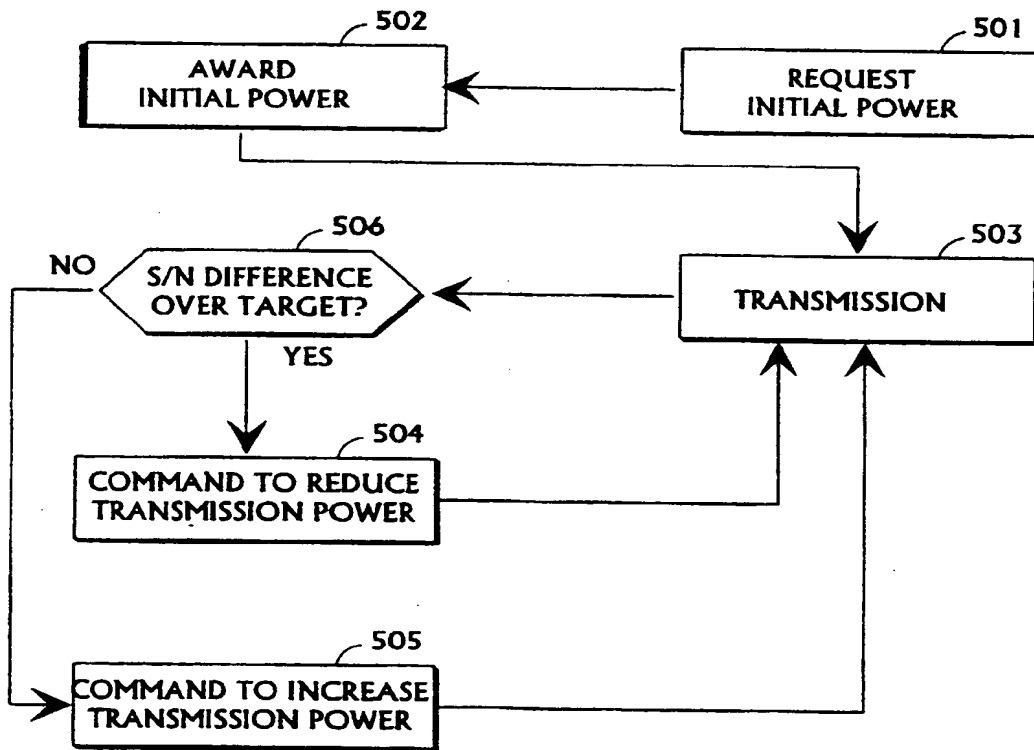 502
AWARD
INITIAL POWER
501
REQUEST
INITIAL POWER
506
NO
S/N DIFFERENCE
OVER TARGET?
YES
503
TRANSMISSION
504
COMMAND TO REDUCE
TRANSMISSION POWER
505
COMMAND TO INCREASE
TRANSMISSION POWER